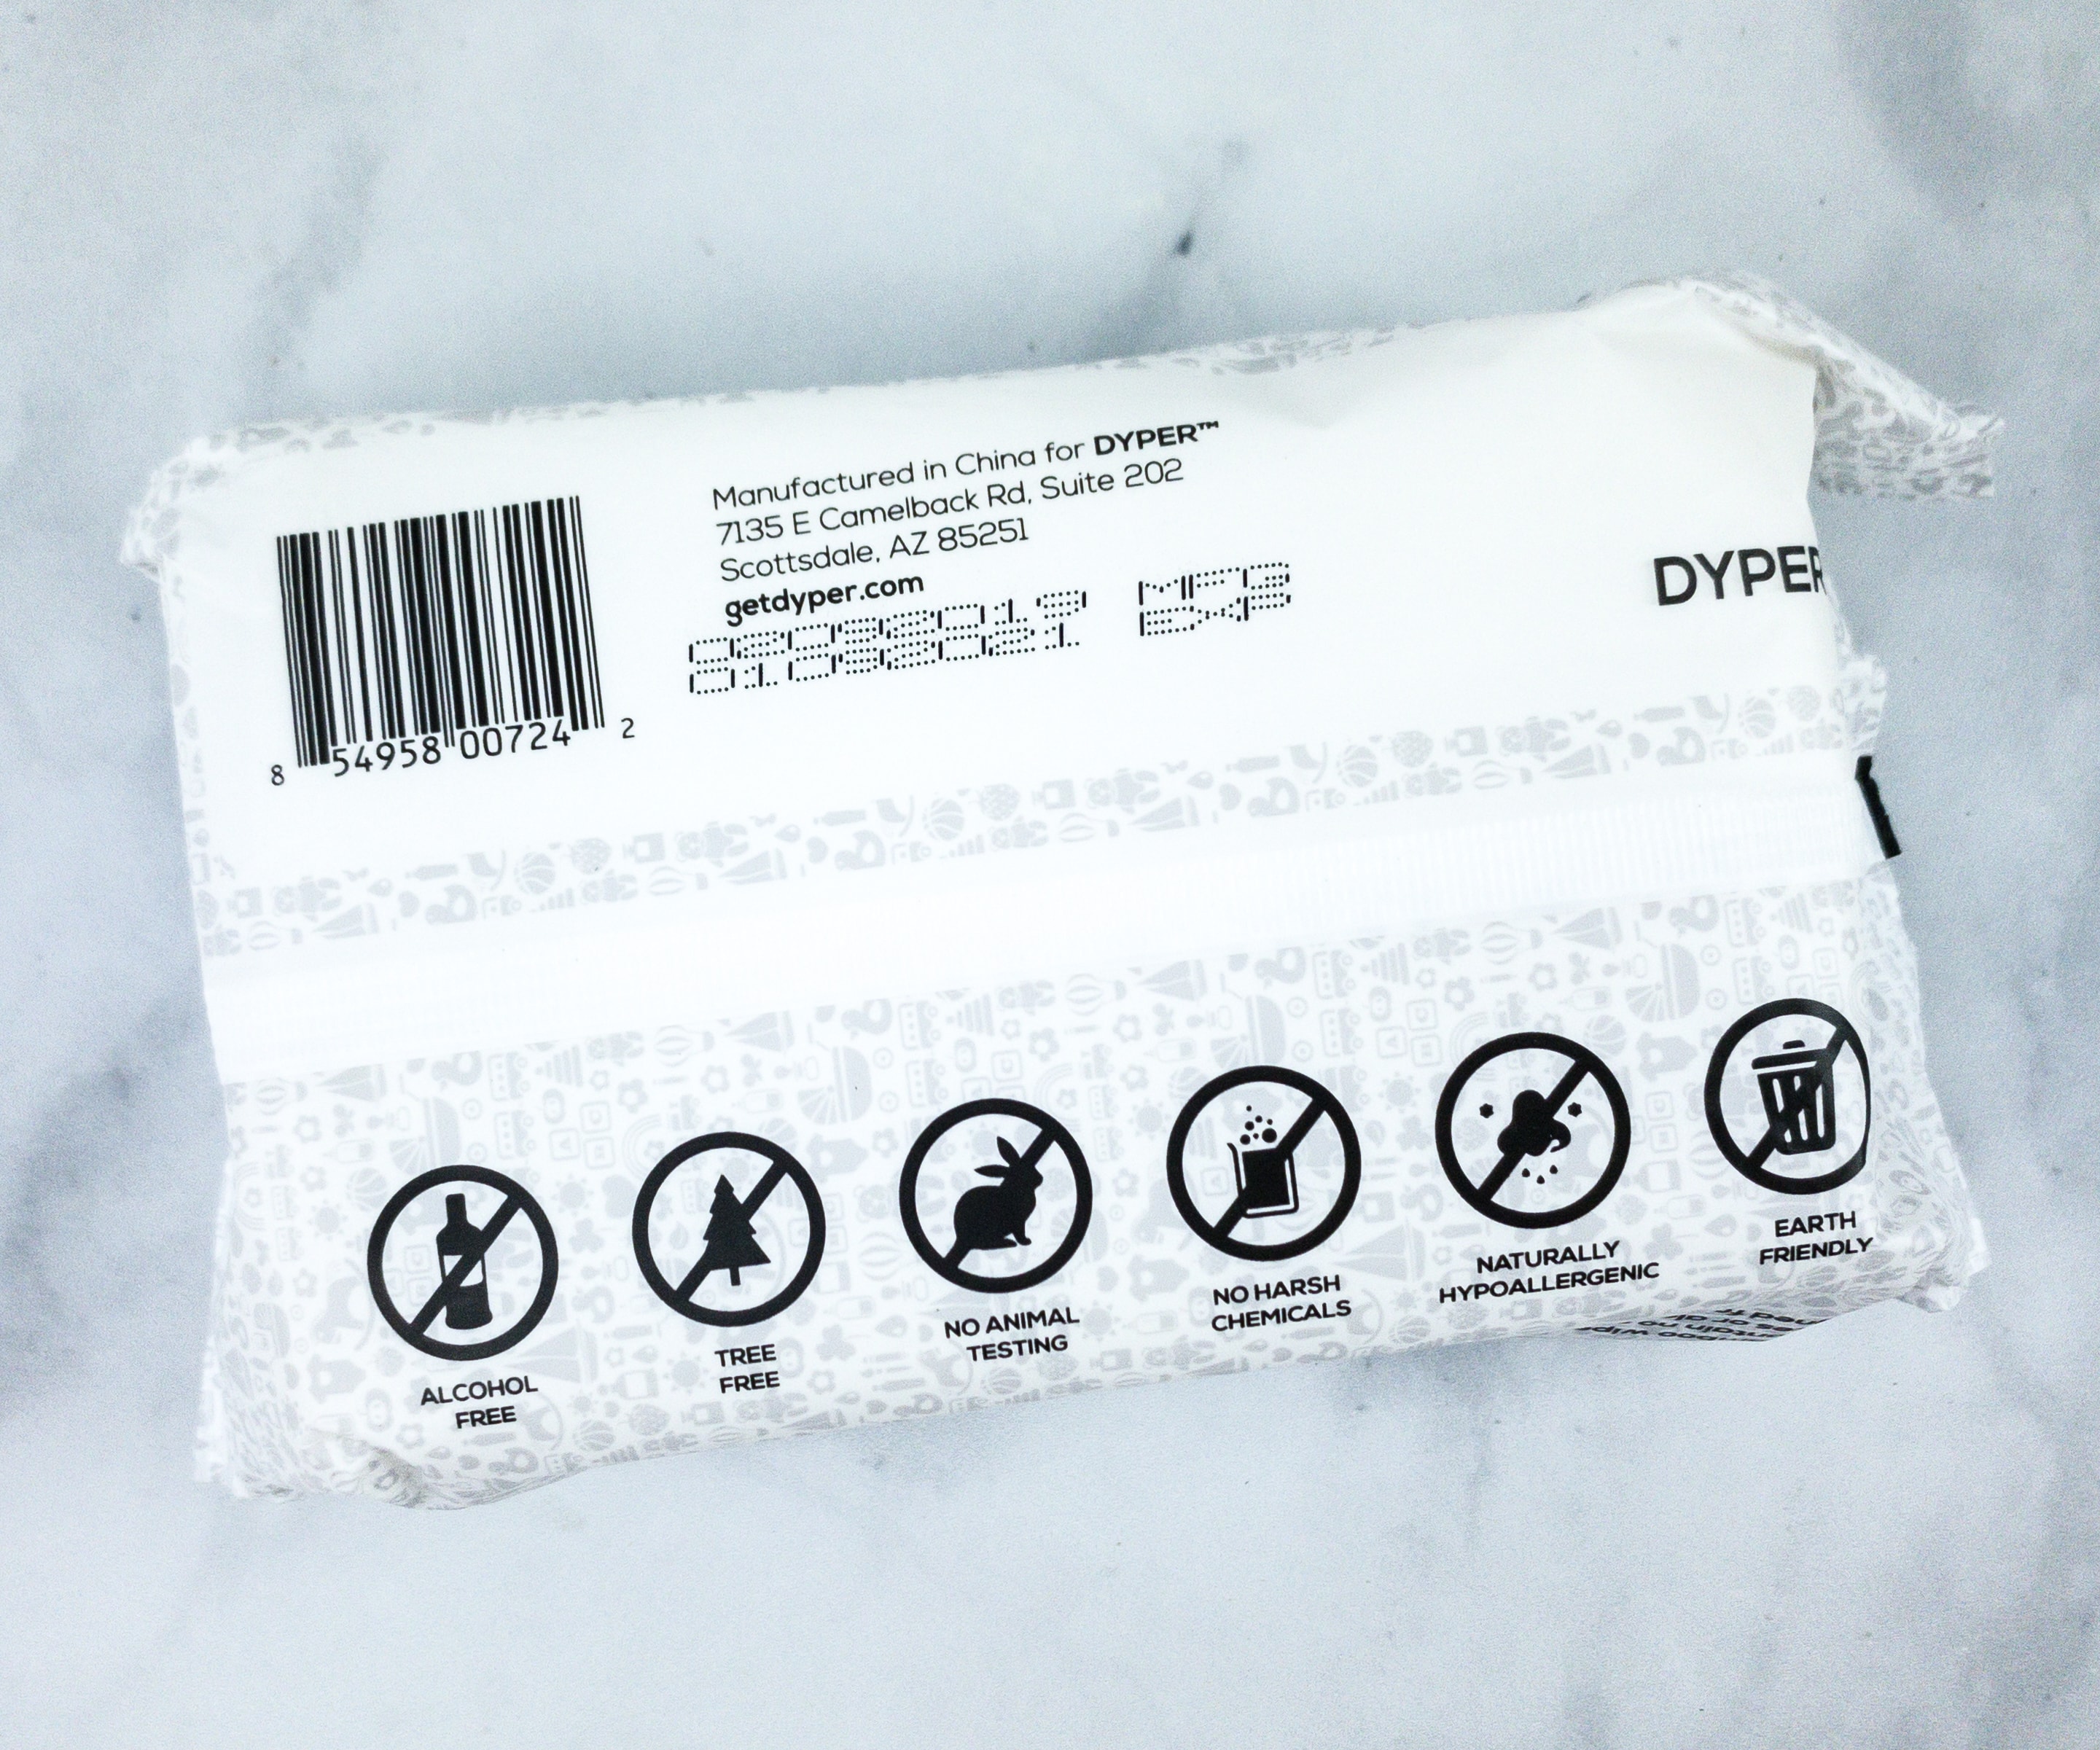 Manufactured in China for DYPER™
7135 E Camelback Rd, Suite 202
Scottsdale, AZ 85251
getdyper.com
EXP
DYPER
8 54958 00724 2
ALCOHOL
FREE
TREE
FREE
NO ANIMAL
TESTING
NO HARSH
CHEMICALS
NATURALLY
HYPOALLERGENIC
EARTH
FRIENDLY